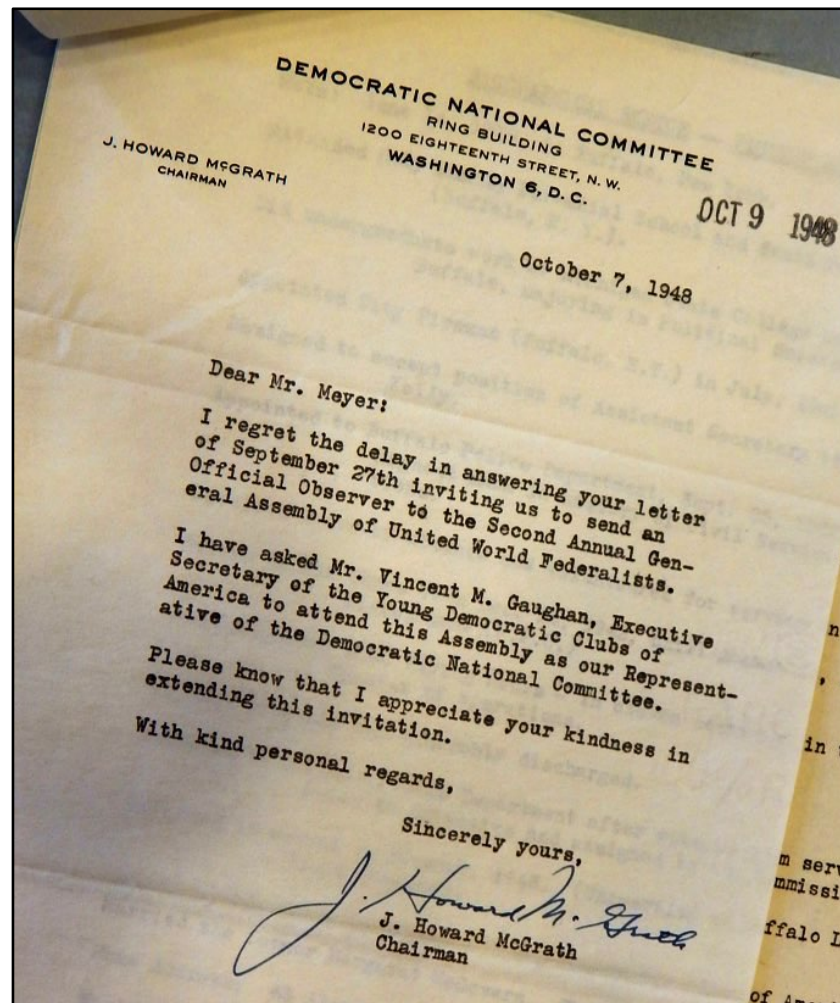 DEMOCRATIC NATIONAL COMMITTEE
RING BUILDING
1200 EIGHTEENTH STREET, N. W.
WASHINGTON 6, D. C.
J. HOWARD McGRATH
CHAIRMAN
OCT 9 1948
October 7, 1948
Dear Mr. Meyer:
I regret the delay in answering your letter
of September 27th inviting us to send an
Official Observer to the Second Annual Gen-
eral Assembly of United World Federalists.
I have asked Mr. Vincent M. Gaughan, Executive
Secretary of the Young Democratic Clubs of
America to attend this Assembly as our Represent-
ative of the Democratic National Committee.
Please know that I appreciate your kindness in
extending this invitation.
With kind personal regards,
Sincerely yours,
J. Howard McGrath
J. Howard McGrath
Chairman
in
of